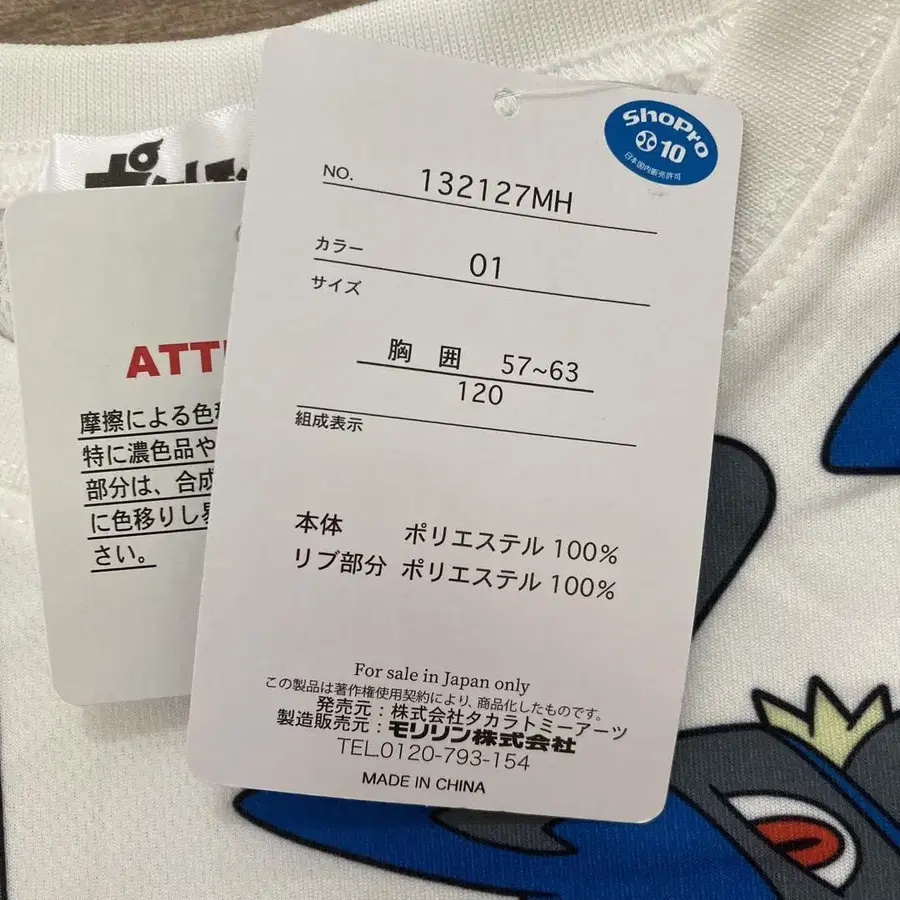 ShoPro
10
日本国内販売許可
NO. 132127MH
カラー 01
サイズ
胸 囲 57~63
120
組成表示
本体 ポリエステル 100%
リブ部分 ポリエステル 100%
For sale in Japan only
この製品は著作権使用契約により、商品化したものです。
発売元:株式会社タカラトミーアーツ
製造販売元:モリリン株式会社
TEL.0120-793-154
MADE IN CHINA
ATT
摩擦による色
特に濃色品や
部分は、合成
に色移りし
さい。